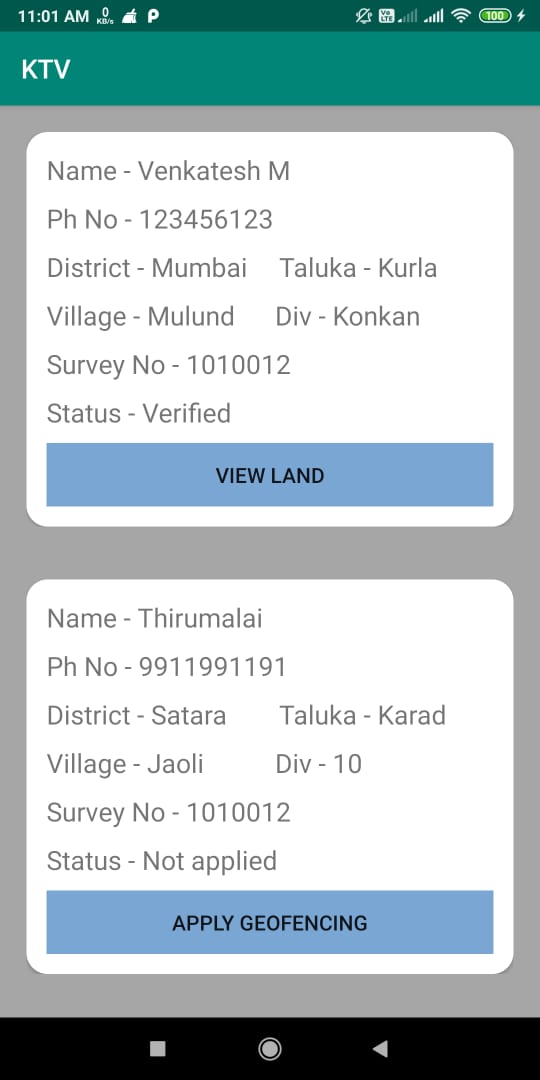 11:01 AM 0 KB/s P Vo LTE 100
KTV
Name - Venkatesh M
Ph No - 123456123
District - Mumbai Taluka - Kurla
Village - Mulund Div - Konkan
Survey No - 1010012
Status - Verified
VIEW LAND
Name - Thirumalai
Ph No - 9911991191
District - Satara Taluka - Karad
Village - Jaoli Div - 10
Survey No - 1010012
Status - Not applied
APPLY GEOFENCING